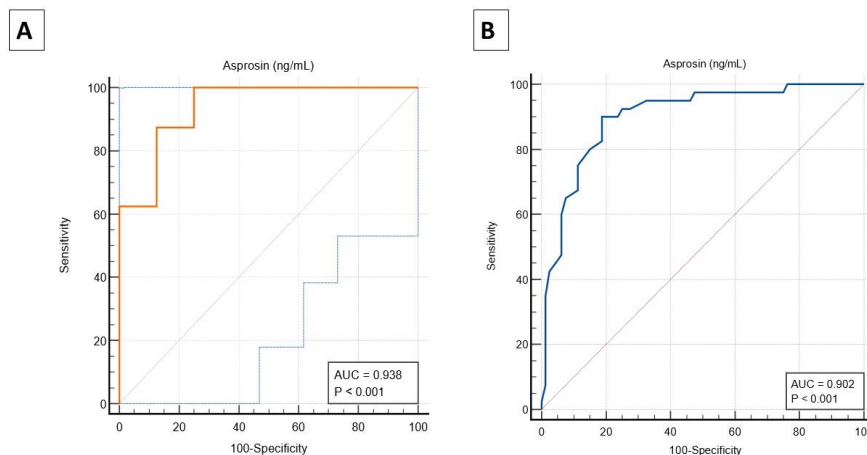 A
Asprosin (ng/mL)
100
80
60
40
20
0
Sensitivity
AUC = 0.938
P < 0.001
0 20 40 60 80 100
100-Specificity
B
Asprosin (ng/mL)
100
80
60
40
20
0
Sensitivity
AUC = 0.902
P < 0.001
0 20 40 60 80 100
100-Specificity